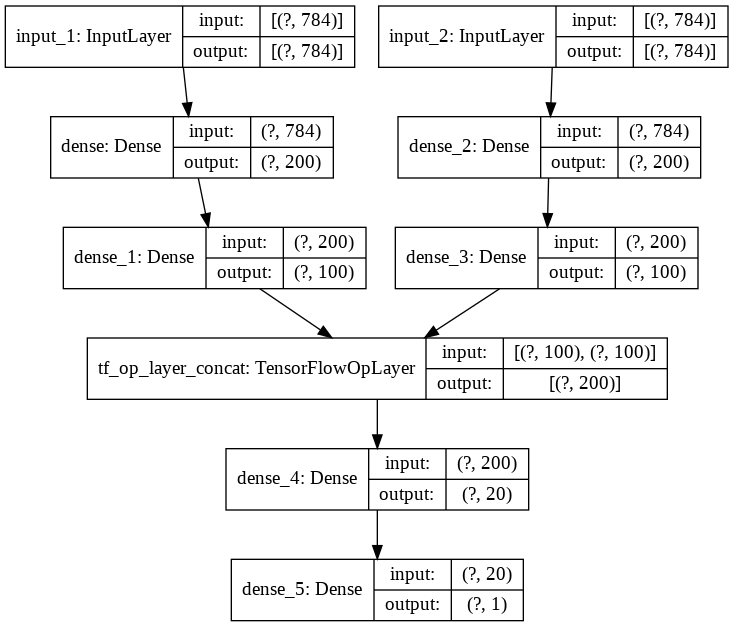 input_1: InputLayer
input: [(?, 784)]
output: [(?, 784)]
input_2: InputLayer
input: [(?, 784)]
output: [(?, 784)]
dense: Dense
input: (?, 784)
output: (?, 200)
dense_2: Dense
input: (?, 784)
output: (?, 200)
dense_1: Dense
input: (?, 200)
output: (?, 100)
dense_3: Dense
input: (?, 200)
output: (?, 100)
tf_op_layer_concat: TensorFlowOpLayer
input: [(?, 100), (?, 100)]
output: [(?, 200)]
dense_4: Dense
input: (?, 200)
output: (?, 20)
dense_5: Dense
input: (?, 20)
output: (?, 1)